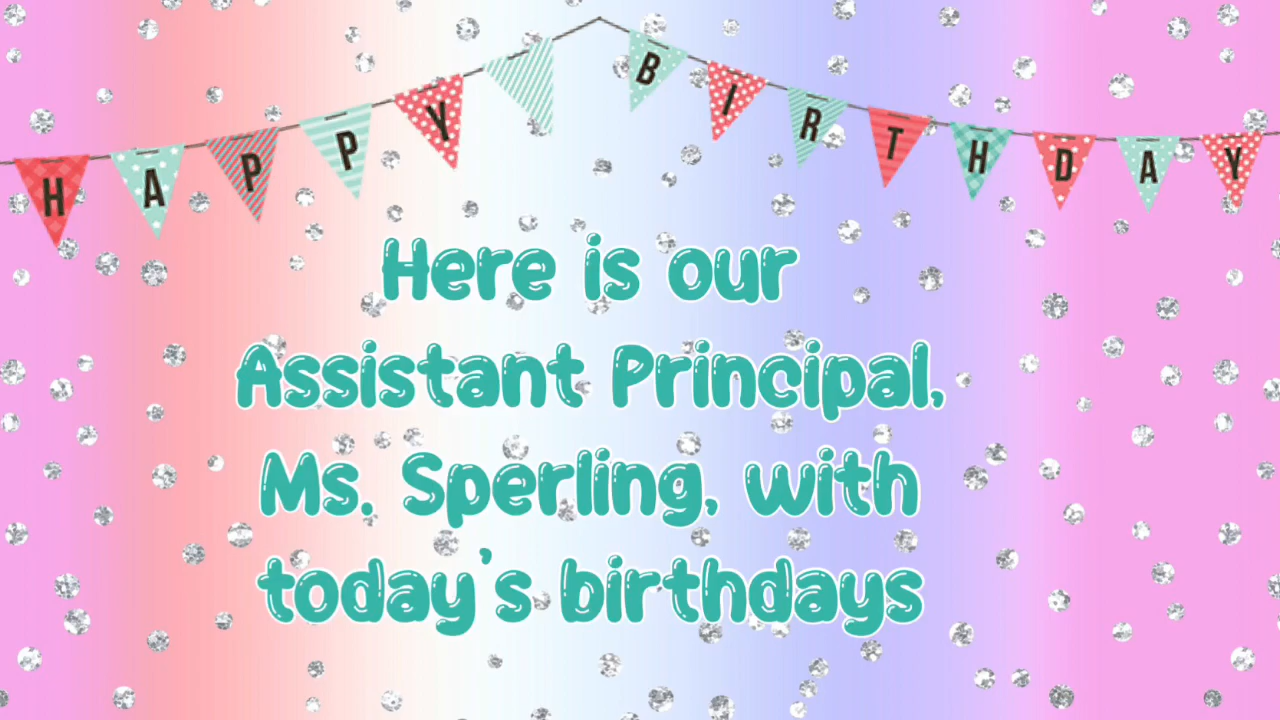 HAPPY BIRTHDAY
Here is our
Assistant Principal,
Ms. Sperling, with
today's birthdays